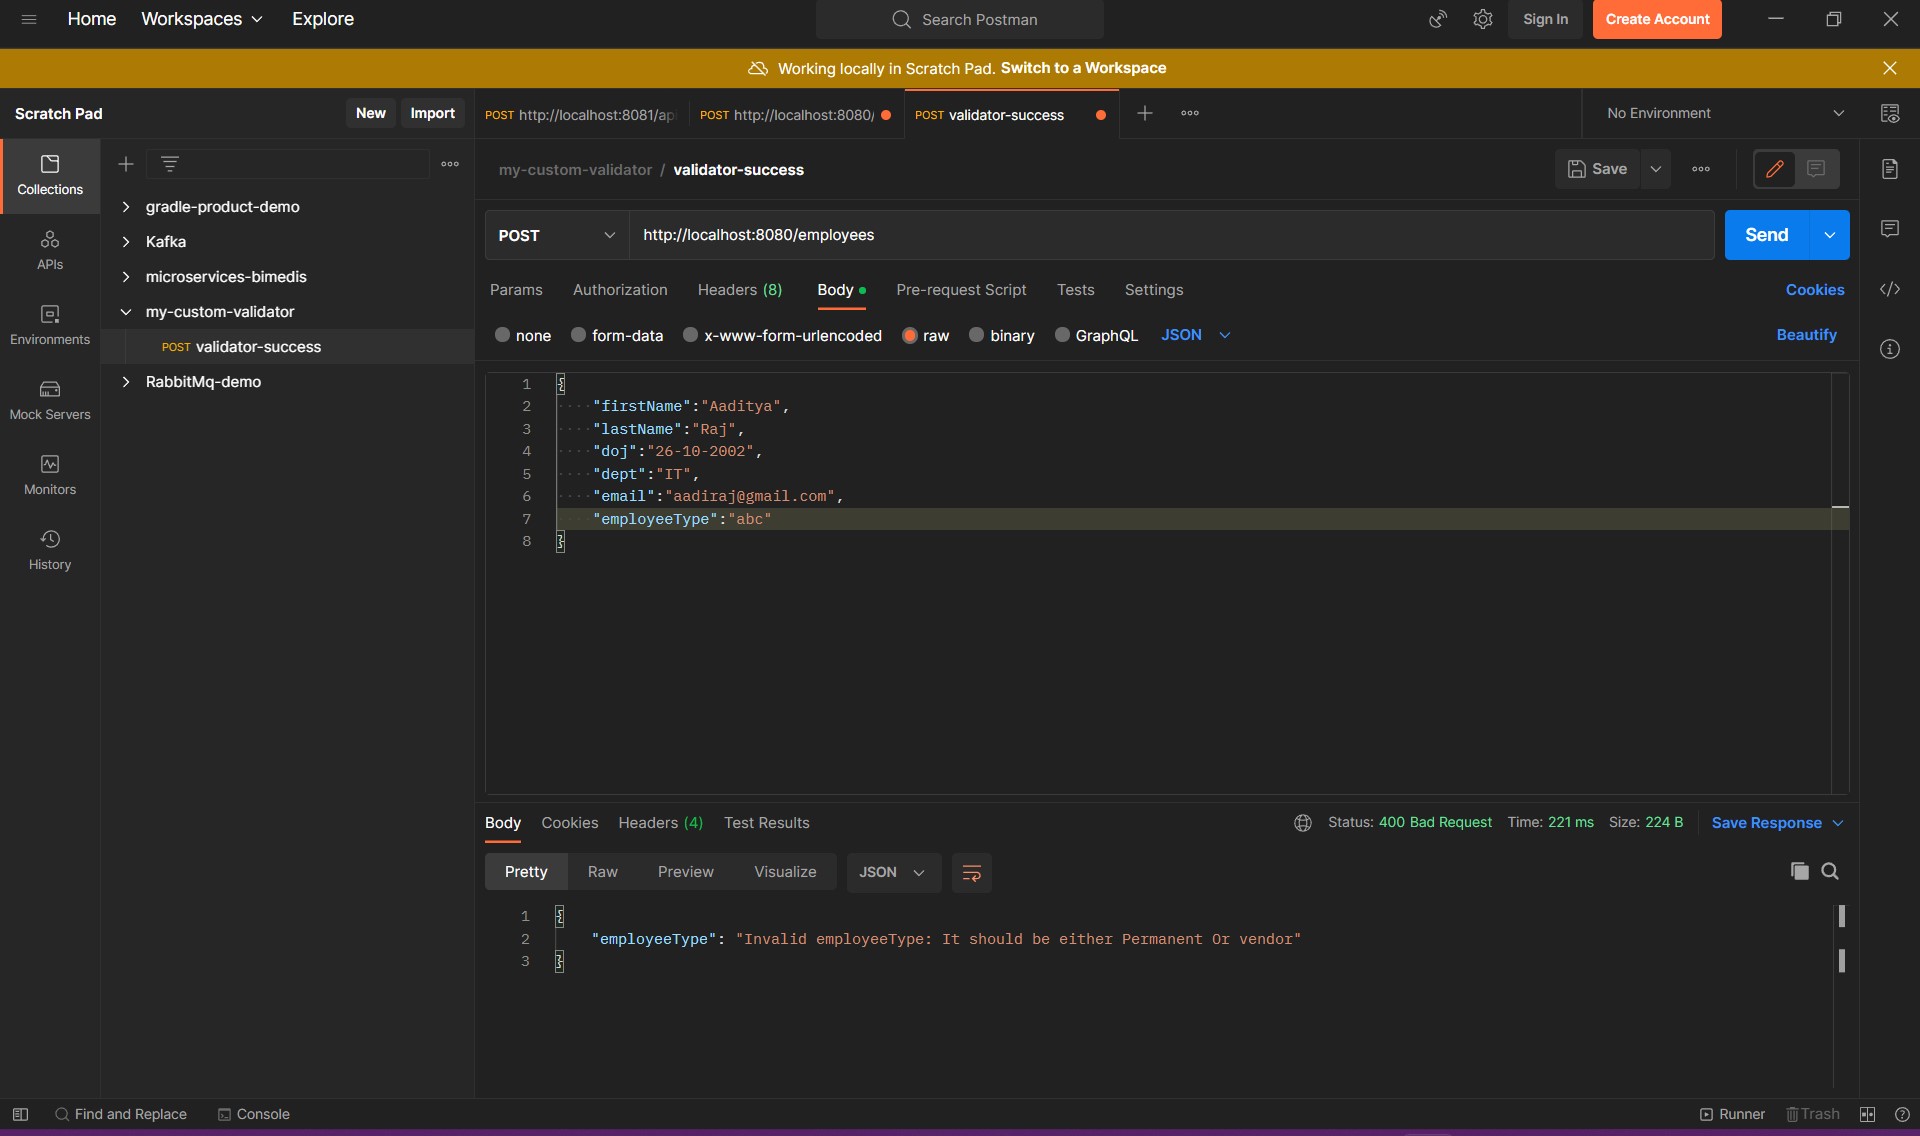 Home Workspaces Explore Search Postman Sign In Create Account
Working locally in Scratch Pad. Switch to a Workspace
Scratch Pad New Import
POST http://localhost:8081/api POST http://localhost:8080/ POST validator-success No Environment
Collections
APIs
Environments
Mock Servers
Monitors
History
gradle-product-demo
Kafka
microservices-bimedis
my-custom-validator
POST validator-success
RabbitMq-demo
my-custom-validator / validator-success Save
POST http://localhost:8080/employees Send
Params Authorization Headers (8) Body Pre-request Script Tests Settings Cookies
none form-data x-www-form-urlencoded raw binary GraphQL JSON Beautify
1 {
2 "firstName":"Aaditya",
3 "lastName":"Raj",
4 "doj":"26-10-2002",
5 "dept":"IT",
6 "email":"aadiraj@gmail.com",
7 "employeeType":"abc"
8 }
Body Cookies Headers (4) Test Results Status: 400 Bad Request Time: 221 ms Size: 224 B Save Response
Pretty Raw Preview Visualize JSON
1 {
2 "employeeType": "Invalid employeeType: It should be either Permanent Or vendor"
3 }
Find and Replace Console Runner Trash